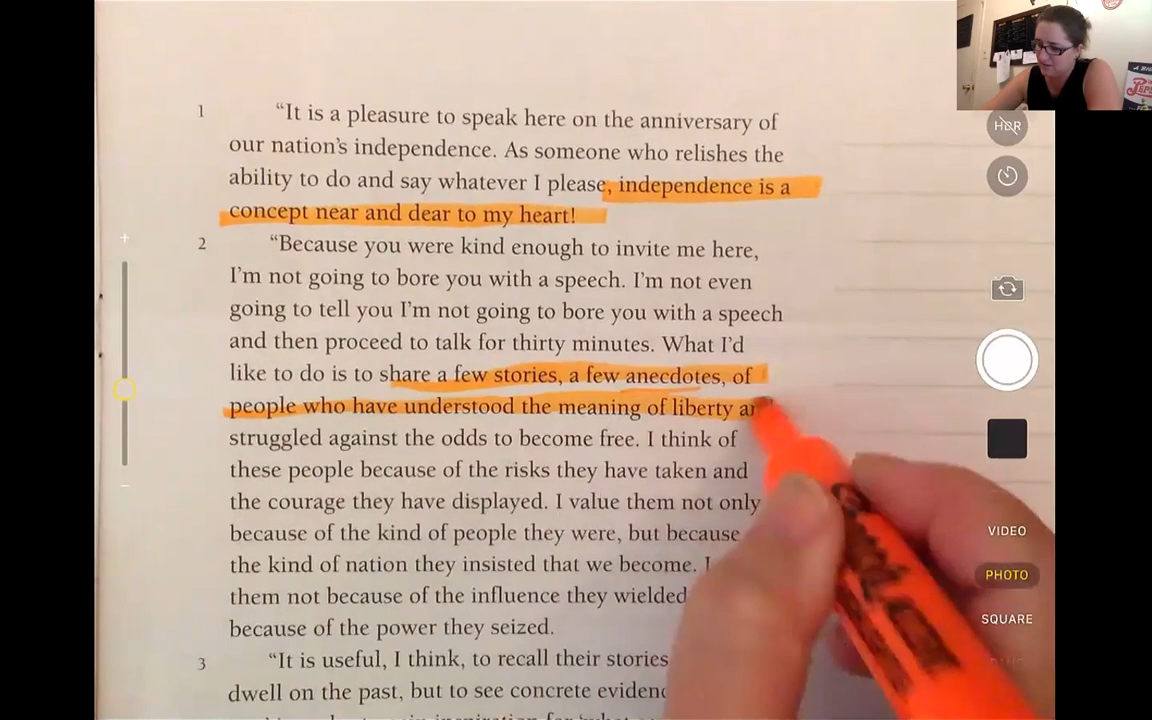 1 "It is a pleasure to speak here on the anniversary of
our nation's independence. As someone who relishes the
ability to do and say whatever I please, independence is a
concept near and dear to my heart!
2 "Because you were kind enough to invite me here,
I'm not going to bore you with a speech. I'm not even
going to tell you I'm not going to bore you with a speech
and then proceed to talk for thirty minutes. What I'd
like to do is to share a few stories, a few anecdotes, of
people who have understood the meaning of liberty
struggled against the odds to become free. I think of
these people because of the risks they have taken and
the courage they have displayed. I value them not only
because of the kind of people they were, but because
the kind of nation they insisted that we become. I
them not because of the influence they wielded
because of the power they seized.
3 "It is useful, I think, to recall their stories
dwell on the past, but to see concrete
HDR
VIDEO
PHOTO
SQUARE